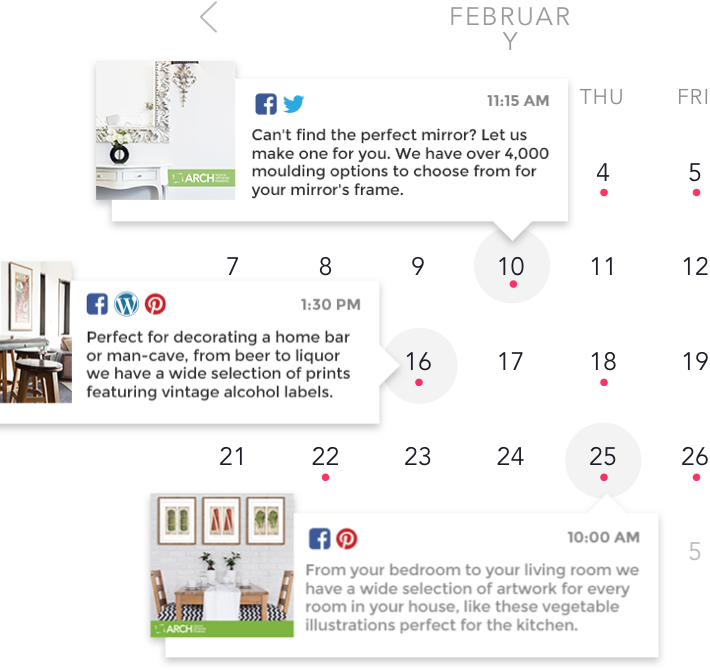 FEBRUAR
Y
THU FRI
11:15 AM
Can't find the perfect mirror? Let us
make one for you. We have over 4,000
moulding options to choose from for
your mirror's frame.
ARCH
4 5
7 8 9 10 11 12
1:30 PM
Perfect for decorating a home bar
or man-cave, from beer to liquor
we have a wide selection of prints
featuring vintage alcohol labels.
16 17 18 19
21 22 23 24 25 26
10:00 AM
From your bedroom to your living room we
have a wide selection of artwork for every
room in your house, like these vegetable
illustrations perfect for the kitchen.
ARCH
5